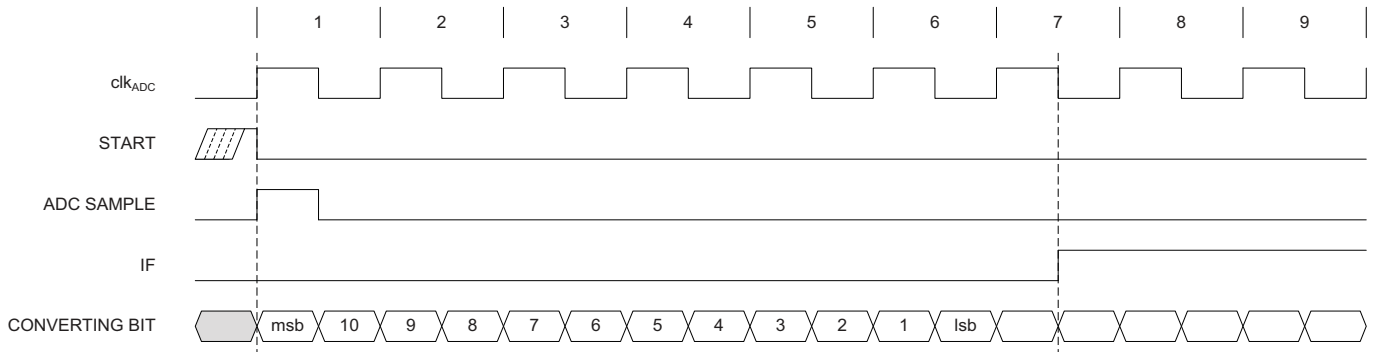 1 2 3 4 5 6 7 8 9
clkADC
START
ADC SAMPLE
IF
CONVERTING BIT msb 10 9 8 7 6 5 4 3 2 1 lsb